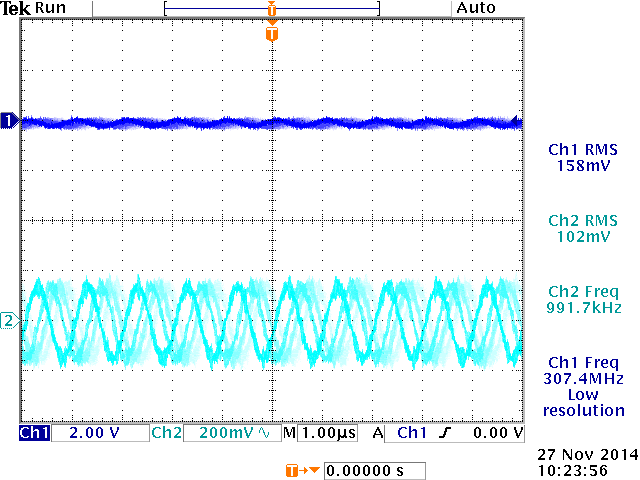 Tek Run Auto
T
T
1
Ch1 RMS
158mV
Ch2 RMS
102mV
Ch2 Freq
991.7kHz
2
Ch1 Freq
307.4MHz
Low
resolution
Ch1 2.00 V Ch2 200mV∿ M 1.00µs A Ch1 ƒ 0.00 V
27 Nov 2014
10:23:56
T→▼ 0.00000 s